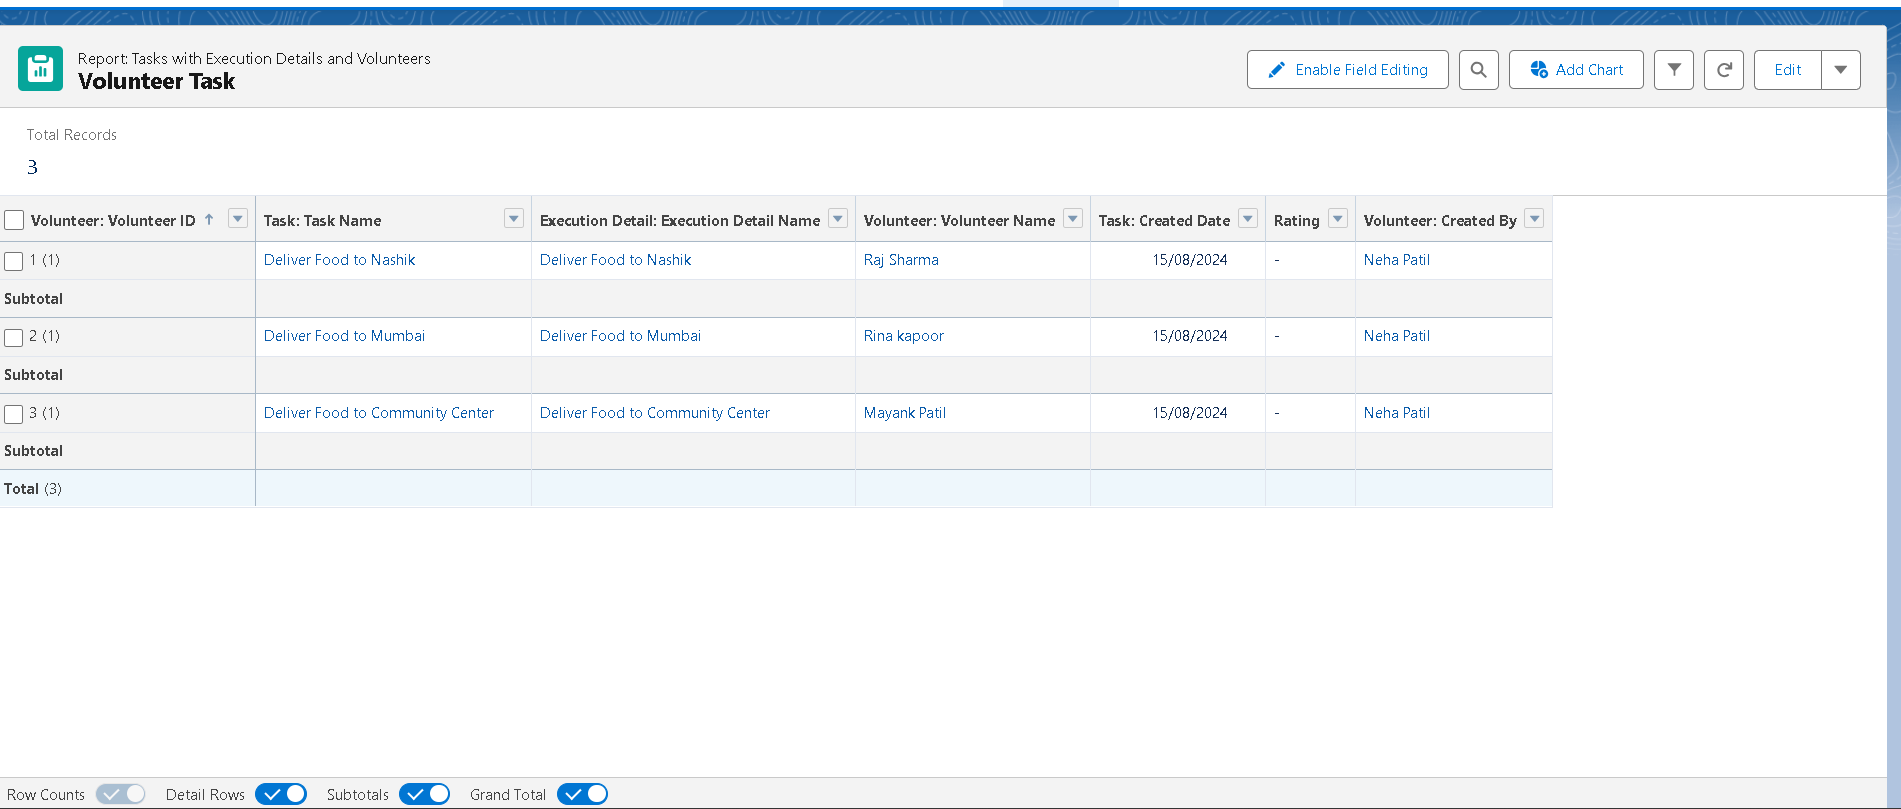 Report: Tasks with Execution Details and Volunteers
Volunteer Task
Enable Field Editing
Add Chart
Edit
Total Records
3
Volunteer: Volunteer ID ↑ Task: Task Name Execution Detail: Execution Detail Name Volunteer: Volunteer Name Task: Created Date Rating Volunteer: Created By
1 (1) Deliver Food to Nashik Deliver Food to Nashik Raj Sharma 15/08/2024 - Neha Patil
Subtotal
2 (1) Deliver Food to Mumbai Deliver Food to Mumbai Rina kapoor 15/08/2024 - Neha Patil
Subtotal
3 (1) Deliver Food to Community Center Deliver Food to Community Center Mayank Patil 15/08/2024 - Neha Patil
Subtotal
Total (3)
Row Counts Detail Rows Subtotals Grand Total